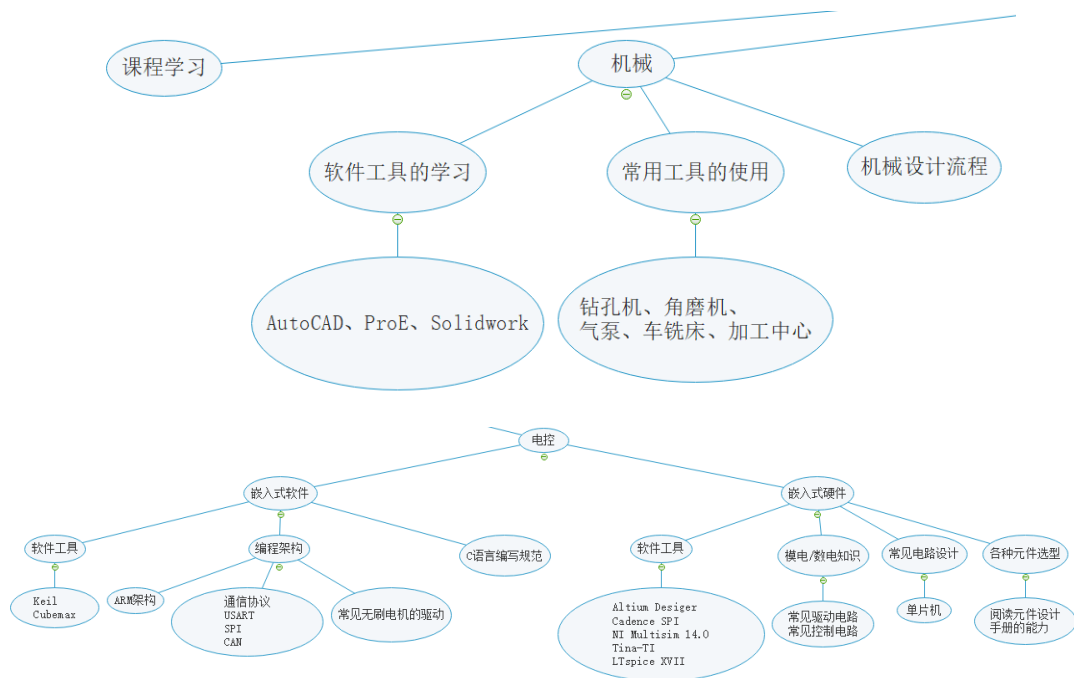 课程学习
机械
软件工具的学习
常用工具的使用
机械设计流程
AutoCAD、ProE、Solidwork
钻孔机、角磨机、
气泵、车铣床、加工中心
电控
嵌入式软件
嵌入式硬件
软件工具
编程架构
C语言编写规范
软件工具
模电/数电知识
常见电路设计
各种元件选型
Keil
Cubemax
ARM架构
通信协议
USART
SPI
CAN
常见无刷电机的驱动
Altium Desiger
Cadence SPI
NI Multisim 14.0
Tina-TI
LTspice XVII
常见驱动电路
常见控制电路
单片机
阅读元件设计
手册的能力